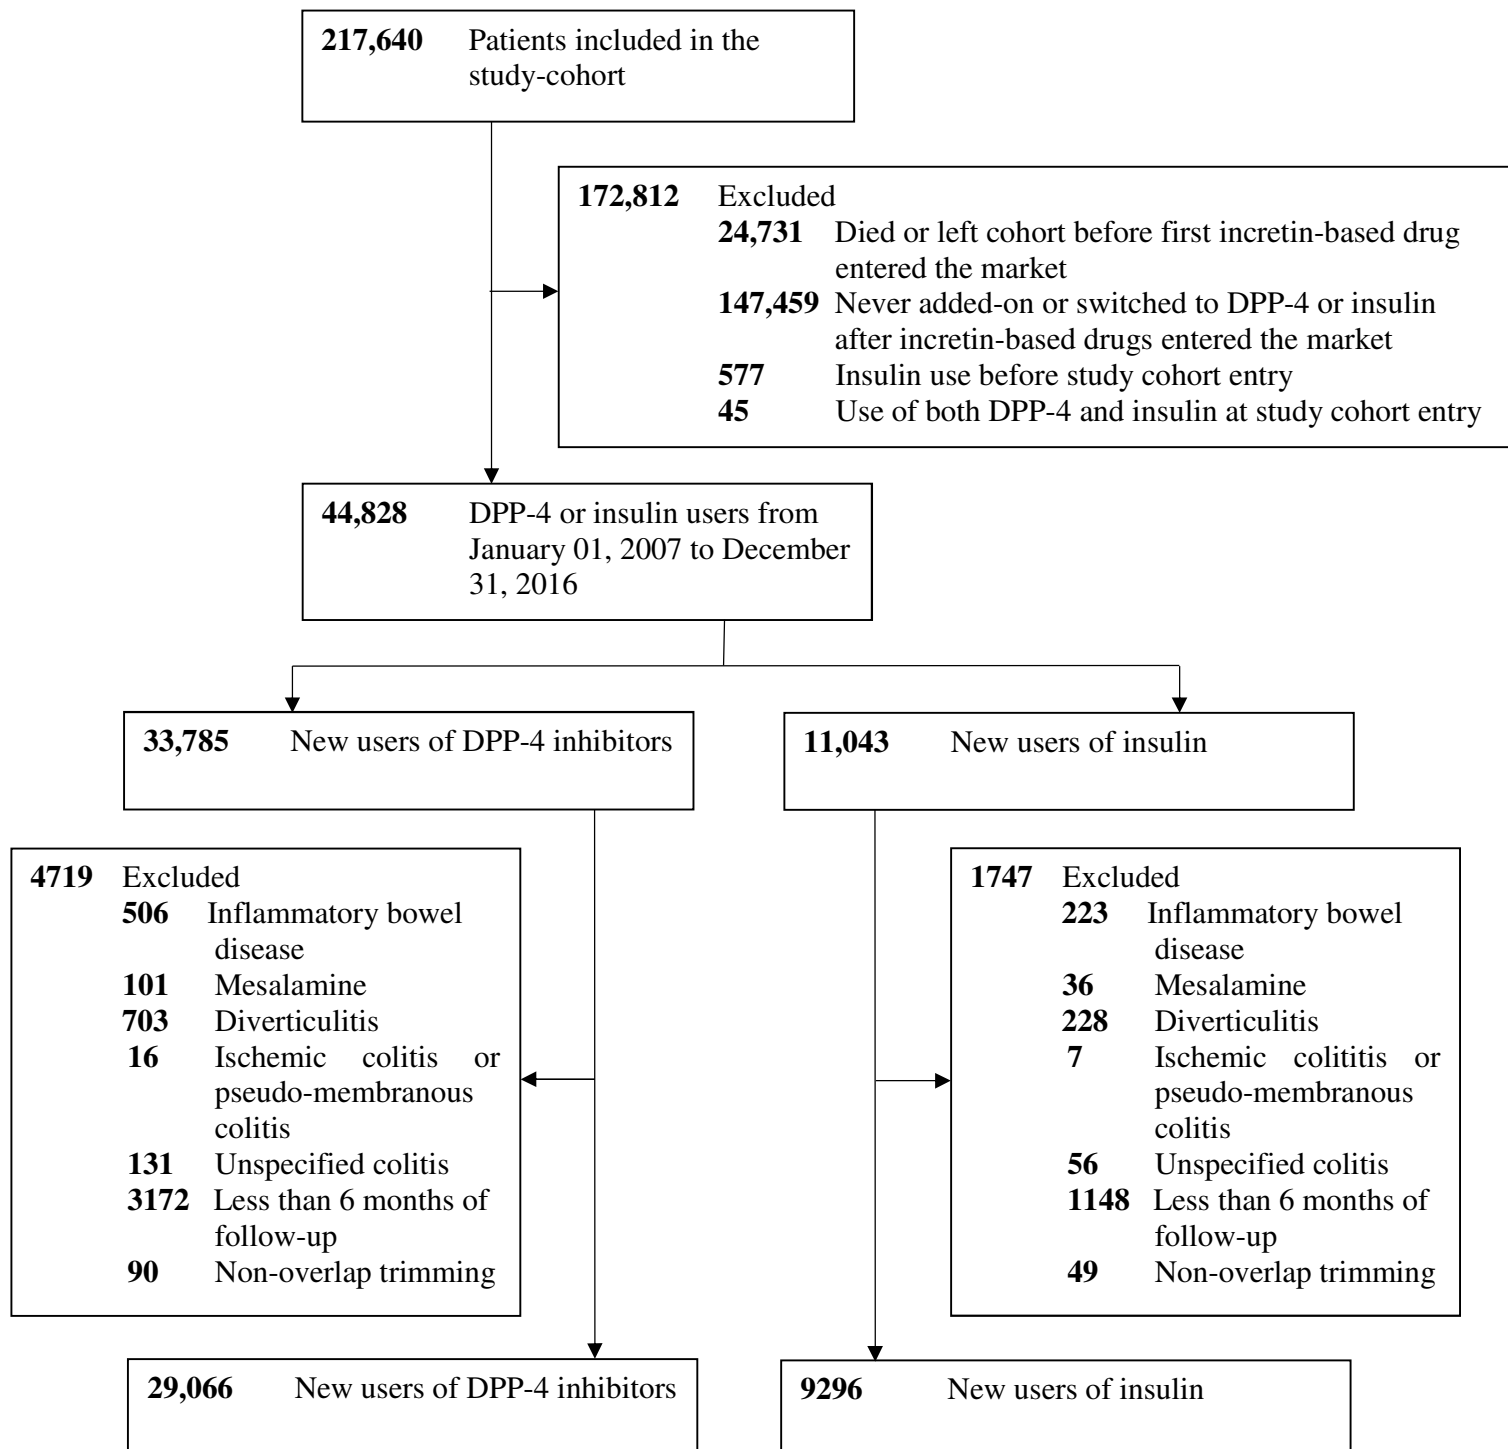 217,640 Patients included in the
study-cohort
172,812 Excluded
24,731 Died or left cohort before first incretin-based drug
entered the market
147,459 Never added-on or switched to DPP-4 or insulin
after incretin-based drugs entered the market
577 Insulin use before study cohort entry
45 Use of both DPP-4 and insulin at study cohort entry
44,828 DPP-4 or insulin users from
January 01, 2007 to December
31, 2016
33,785 New users of DPP-4 inhibitors
11,043 New users of insulin
4719 Excluded
506 Inflammatory bowel
disease
101 Mesalamine
703 Diverticulitis
16 Ischemic colitis or
pseudo-membranous
colitis
131 Unspecified colitis
3172 Less than 6 months of
follow-up
90 Non-overlap trimming
1747 Excluded
223 Inflammatory bowel
disease
36 Mesalamine
228 Diverticulitis
7 Ischemic colititis or
pseudo-membranous
colitis
56 Unspecified colitis
1148 Less than 6 months of
follow-up
49 Non-overlap trimming
29,066 New users of DPP-4 inhibitors
9296 New users of insulin